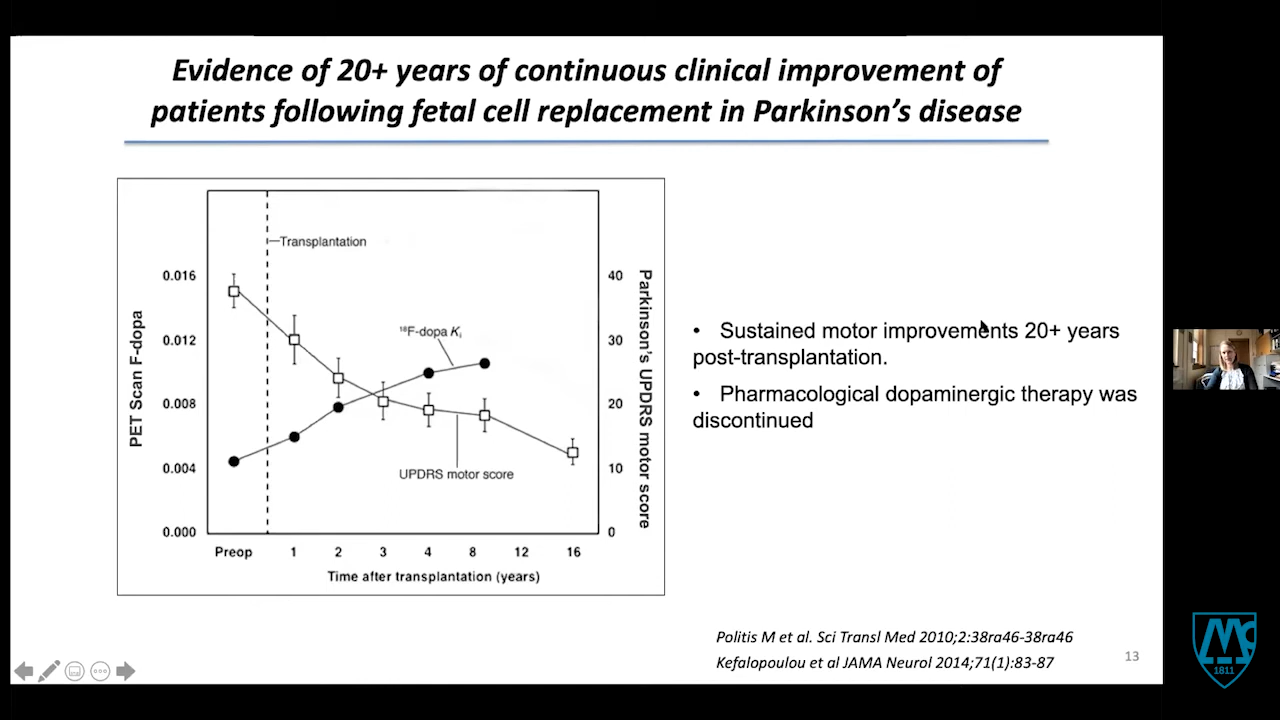 Evidence of 20+ years of continuous clinical improvement of
patients following fetal cell replacement in Parkinson's disease
Transplantation
0.016
0.012
0.008
0.004
0.000
PET Scan F-dopa
40
30
20
10
0
Parkinson's UPDRS motor score
¹⁸F-dopa Kᵢ
UPDRS motor score
Preop 1 2 3 4 8 12 16
Time after transplantation (years)
• Sustained motor improvements 20+ years
post-transplantation.
• Pharmacological dopaminergic therapy was
discontinued
Politis M et al. Sci Transl Med 2010;2:38ra46-38ra46
Kefalopoulou et al JAMA Neurol 2014;71(1):83-87
13
Mc
1811